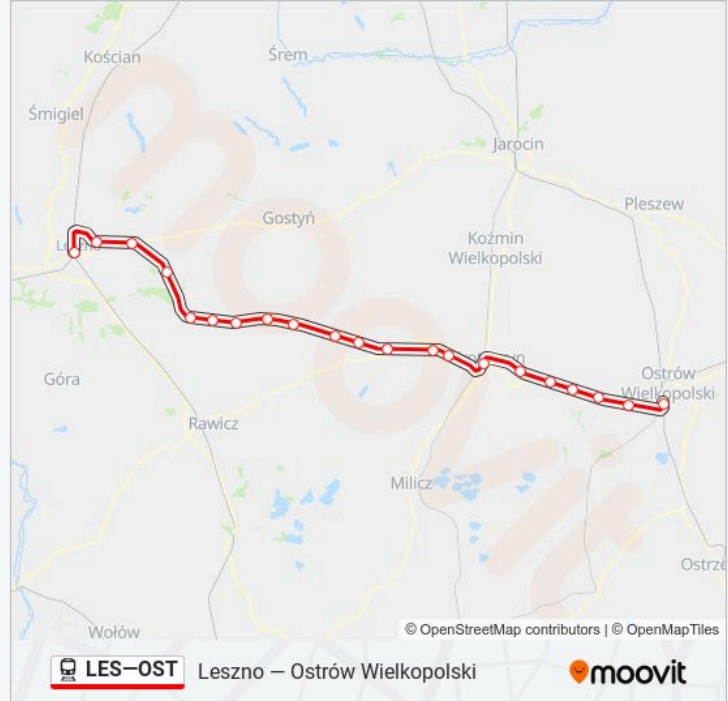 Kościan
Śrem
Śmigiel
Jarocin
Pleszew
Gostyń
Koźmin
Wielkopolski
Ostrów
Wielkopolski
Góra
Rawicz
Milicz
Ostrze
Wołów
© OpenStreetMap contributors | © OpenMapTiles
LES—OST Leszno — Ostrów Wielkopolski moovit